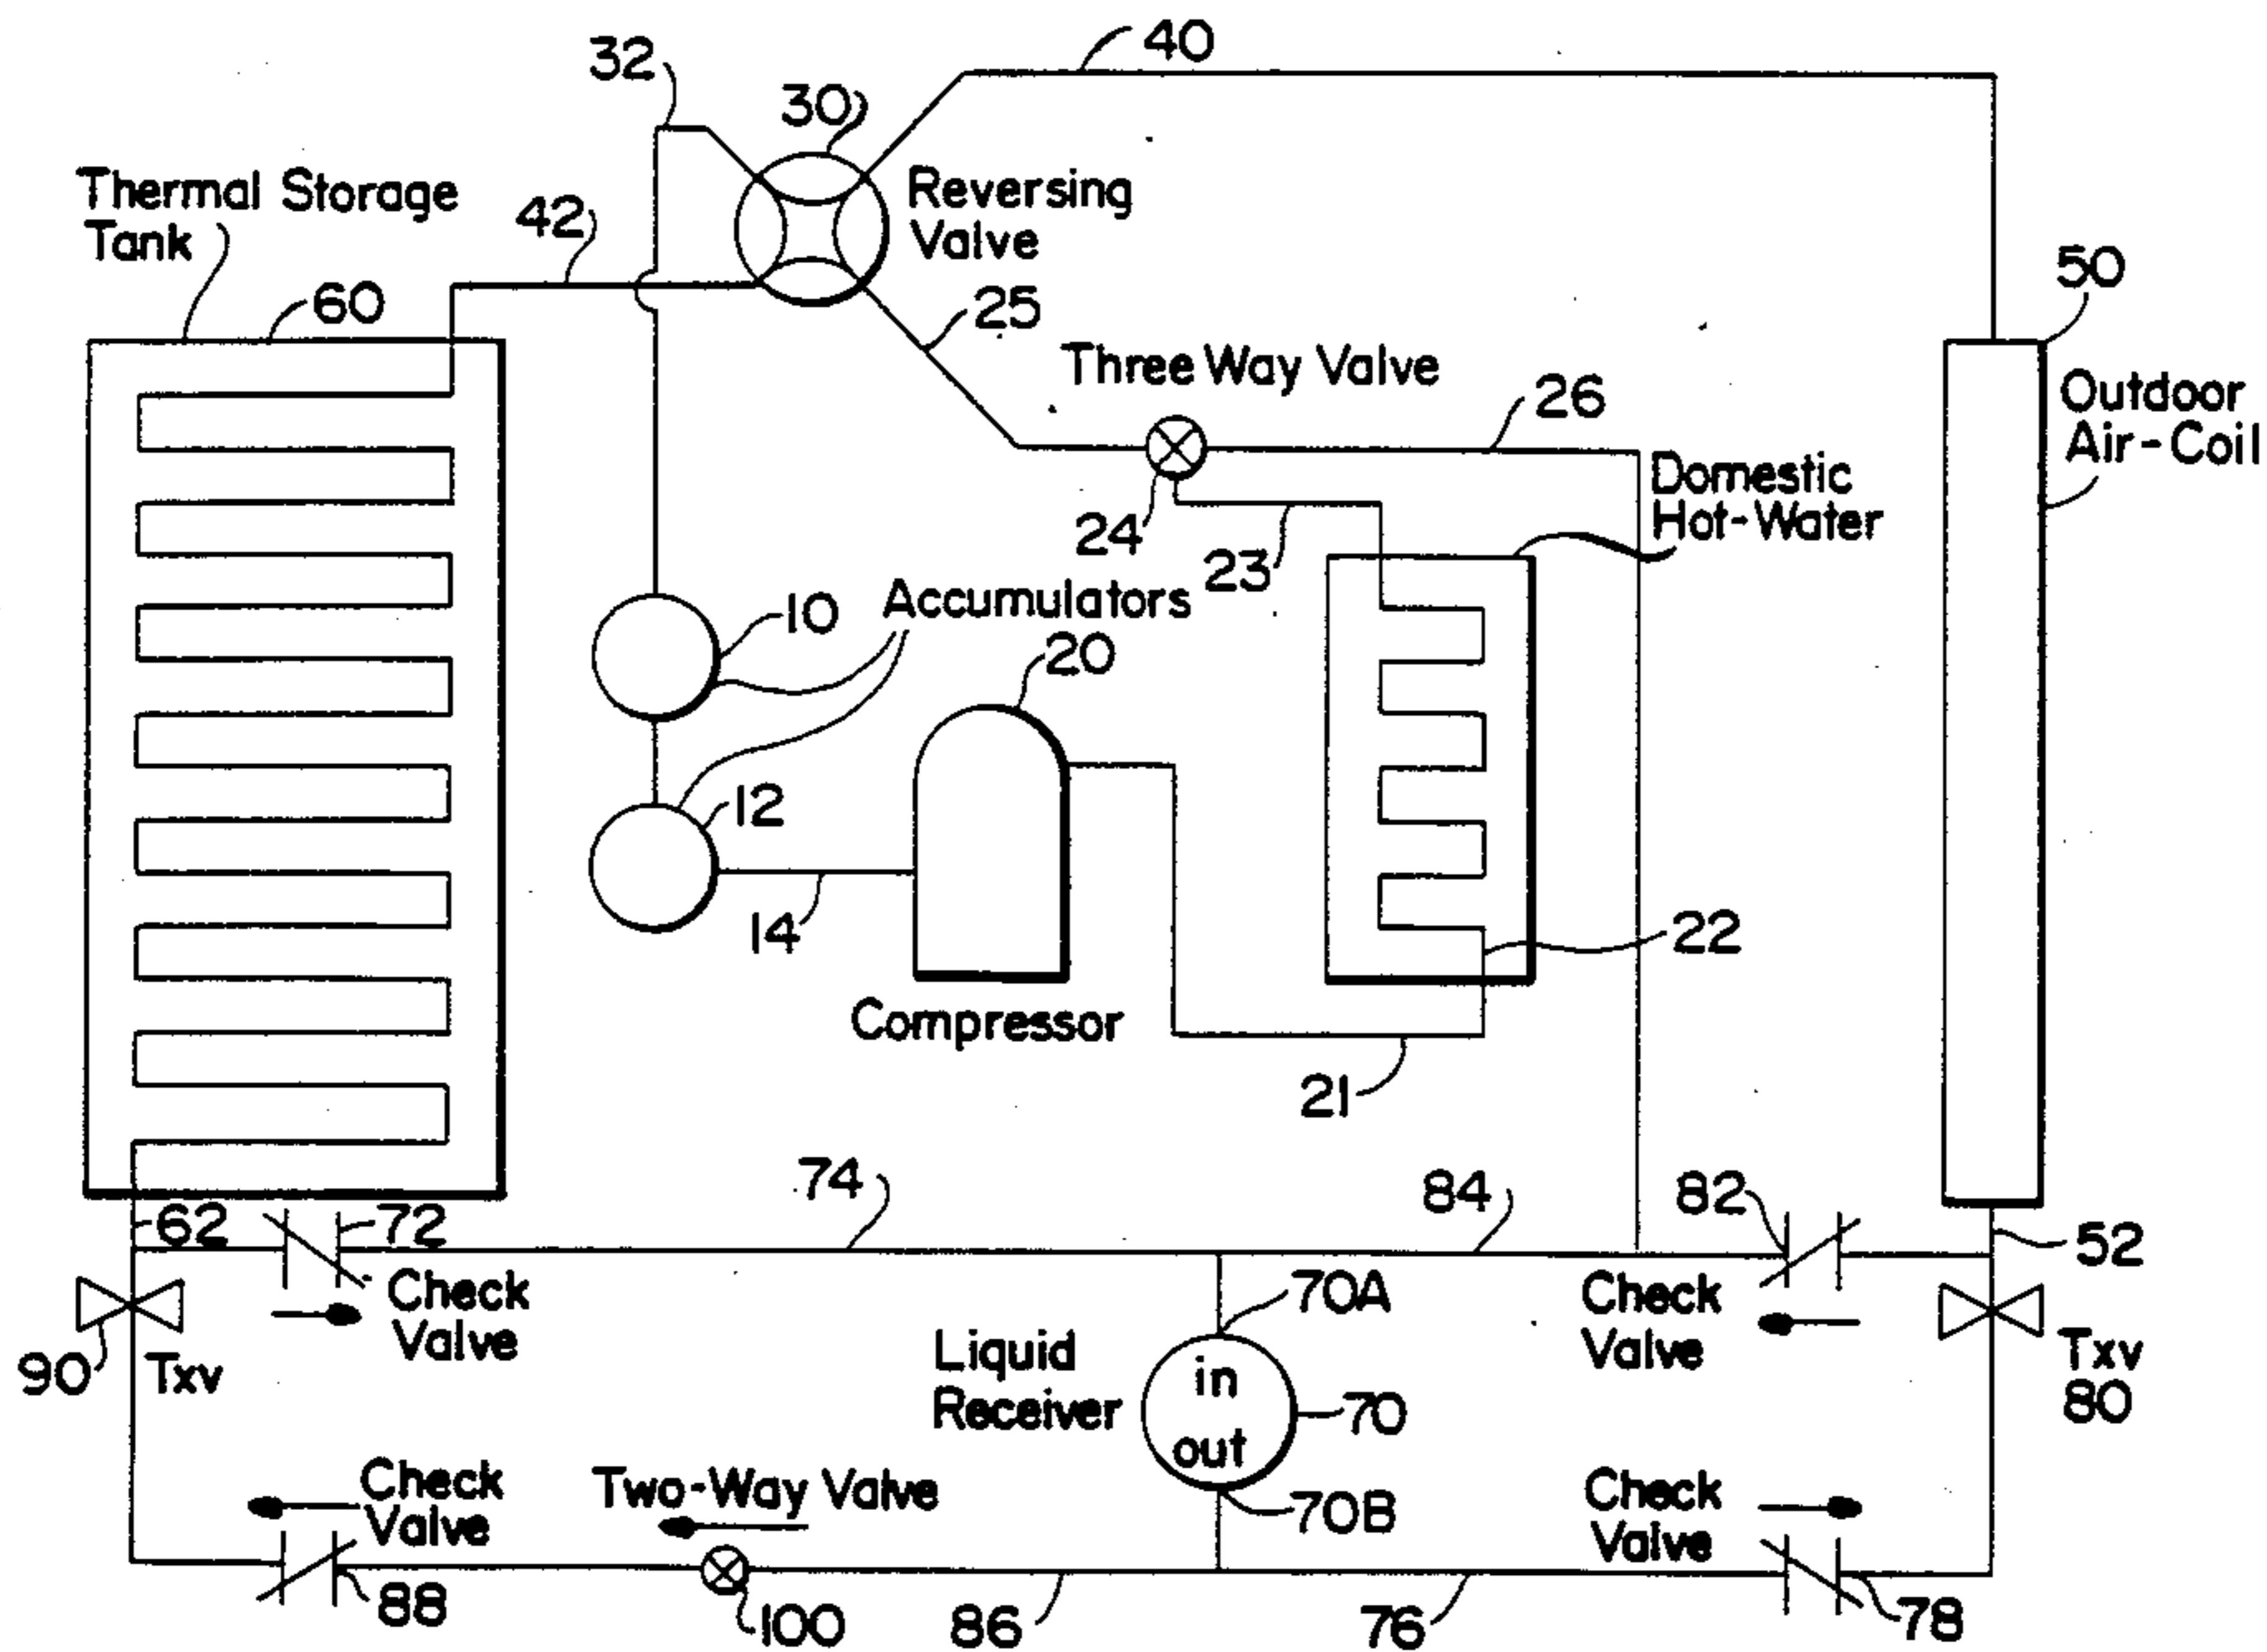 40
32
30
Thermal Storage
Tank
42
Reversing
Valve
60
25
50
Three Way Valve
26
Outdoor
Air-Coil
Domestic
Hot-Water
24
23
10
Accumulators
20
12
14
22
Compressor
21
74
84
82
62
72
52
Check
Valve
70A
Check
Valve
90
Txv
Liquid
Receiver
in
out
70
Txv
80
Check
Valve
Two-Way Valve
70B
Check
Valve
88
100
86
76
78